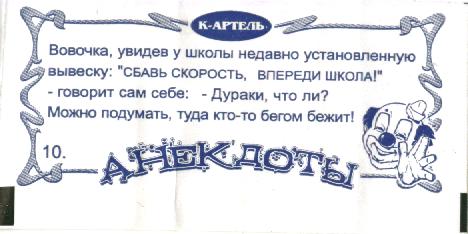 К-АРТЕЛЬ
Вовочка, увидев у школы недавно установленную
вывеску: "СБАВЬ СКОРОСТЬ, ВПЕРЕДИ ШКОЛА!"
- говорит сам себе: - Дураки, что ли?
Можно подумать, туда кто-то бегом бежит!
10.
АНЕКДОТЫ